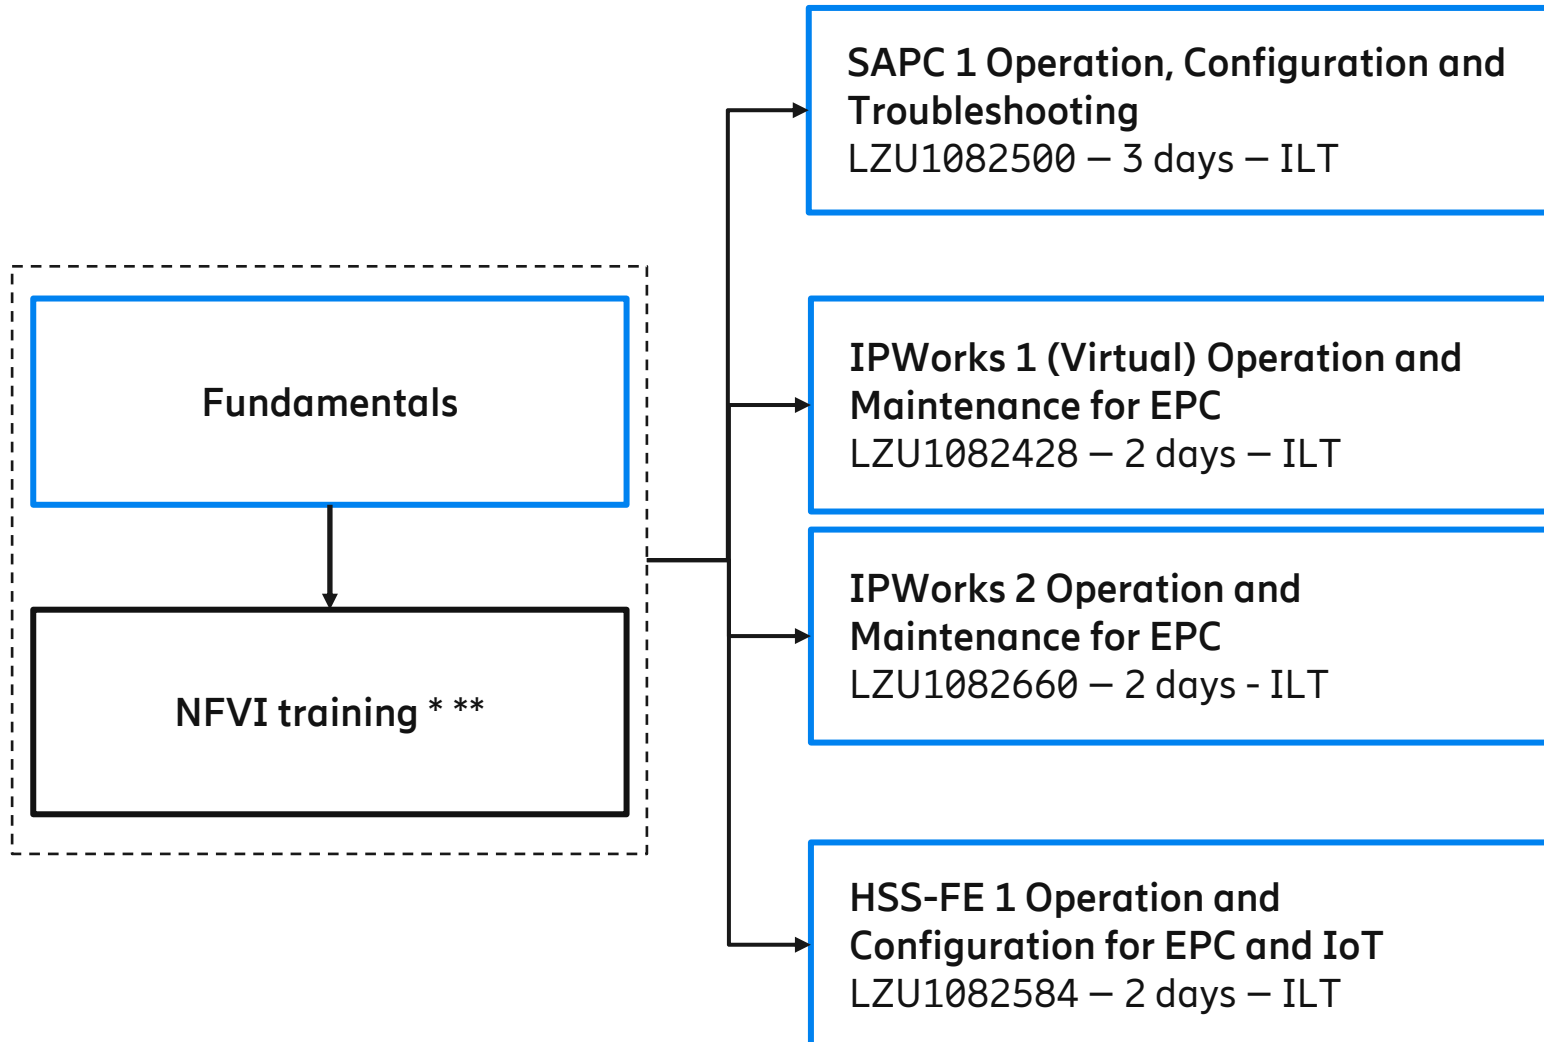 Fundamentals
NFVI training * **
SAPC 1 Operation, Configuration and
Troubleshooting
LZU1082500 – 3 days – ILT
IPWorks 1 (Virtual) Operation and
Maintenance for EPC
LZU1082428 – 2 days – ILT
IPWorks 2 Operation and
Maintenance for EPC
LZU1082660 – 2 days - ILT
HSS-FE 1 Operation and
Configuration for EPC and IoT
LZU1082584 – 2 days – ILT